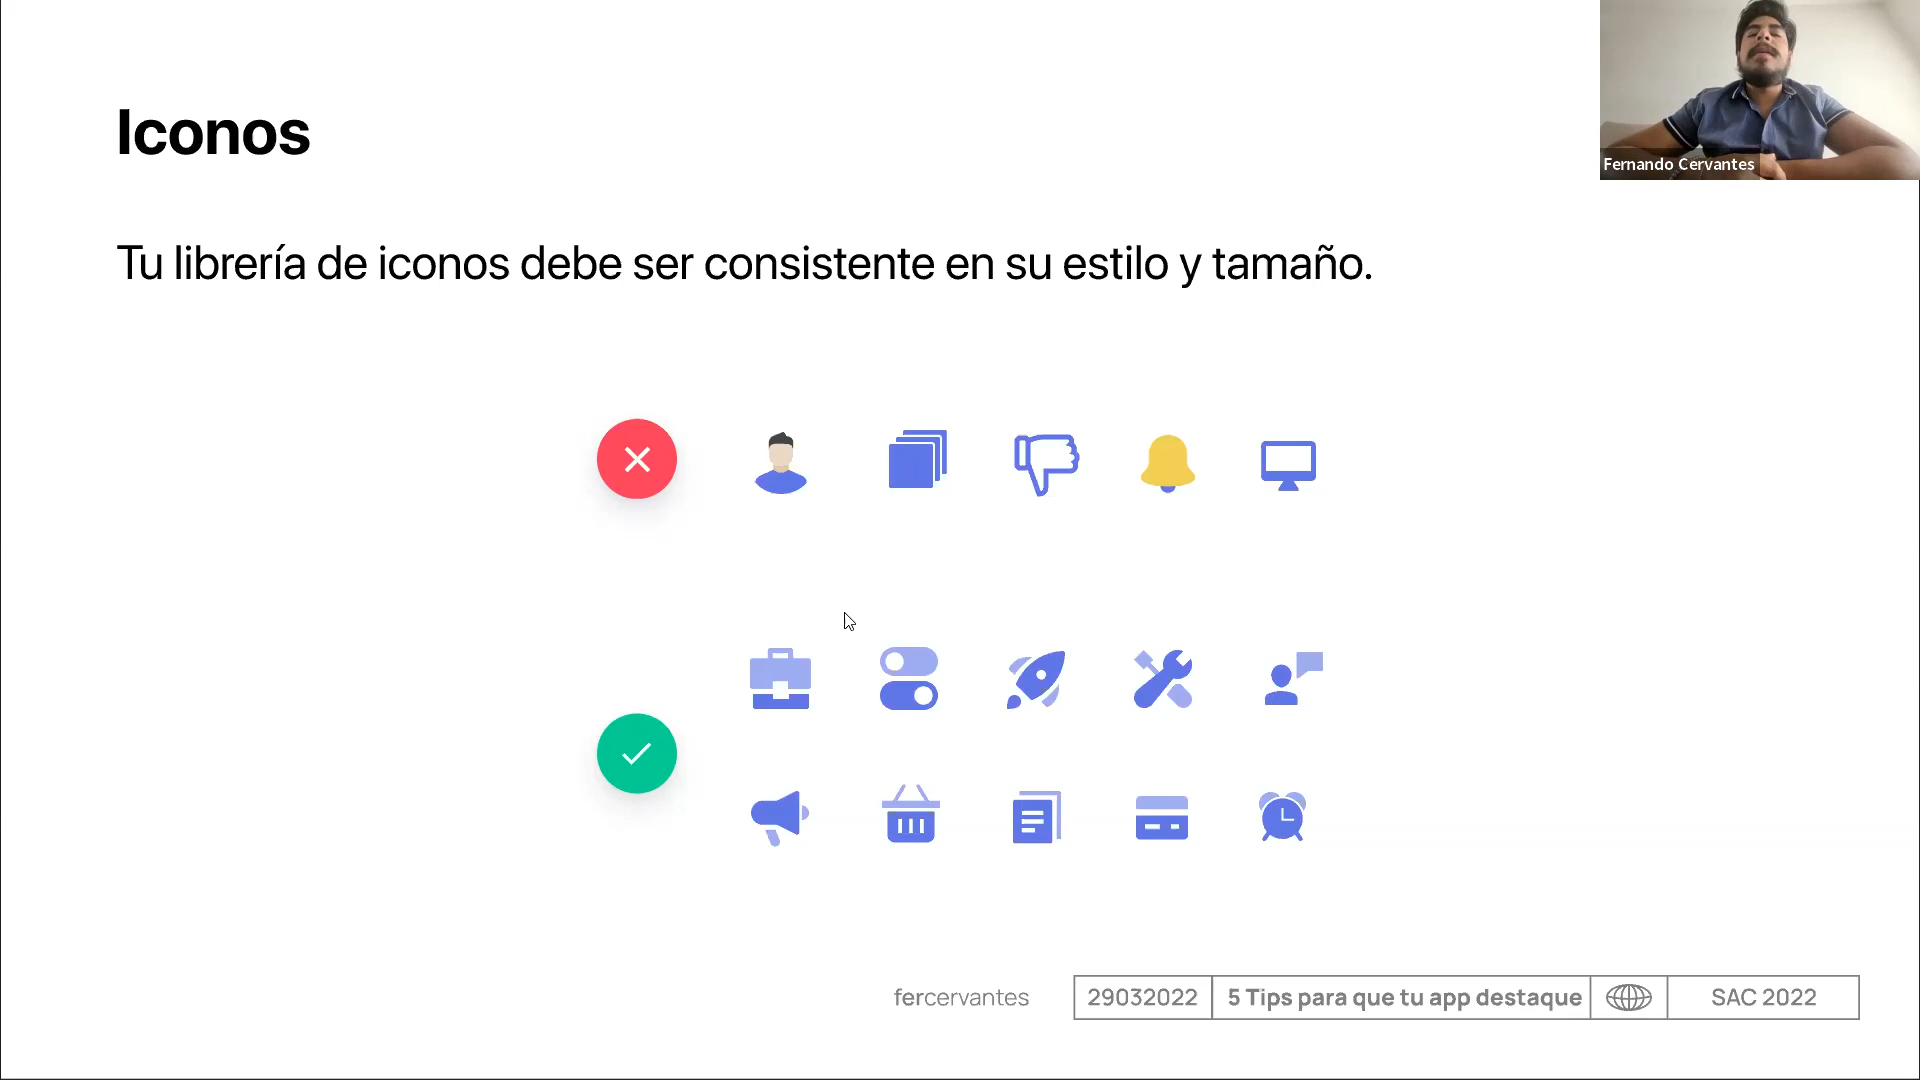 Iconos
Fernando Cervantes
Tu librería de iconos debe ser consistente en su estilo y tamaño.
fercervantes
29032022
5 Tips para que tu app destaque
SAC 2022